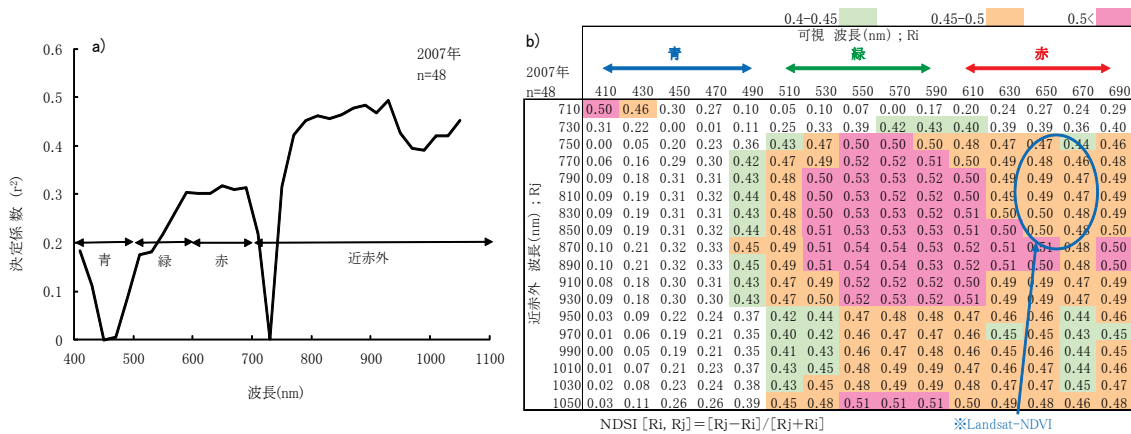 a)
2007年
n=48
0.6
0.5
0.4
0.3
0.2
0.1
0
決定係数 (r²)
青
緑
赤
近赤外
400 500 600 700 800 900 1000 1100
波長(nm)
0.4-0.45 0.45-0.5 0.5<
b)
可視 波長(nm) ; Ri
青 緑 赤
2007年
n=48 410 430 450 470 490 510 530 550 570 590 610 630 650 670 690
近赤外 波長(nm) ; Rj
710 0.50 0.46 0.30 0.27 0.10 0.05 0.10 0.07 0.00 0.17 0.20 0.24 0.27 0.24 0.29
730 0.31 0.22 0.00 0.01 0.11 0.25 0.33 0.39 0.42 0.43 0.40 0.39 0.39 0.36 0.40
750 0.00 0.05 0.20 0.23 0.36 0.43 0.47 0.50 0.50 0.50 0.48 0.47 0.47 0.44 0.46
770 0.06 0.16 0.29 0.30 0.42 0.47 0.49 0.52 0.52 0.51 0.50 0.49 0.48 0.46 0.48
790 0.09 0.18 0.31 0.31 0.43 0.48 0.50 0.53 0.53 0.52 0.50 0.49 0.49 0.47 0.49
810 0.09 0.19 0.31 0.32 0.43 0.48 0.50 0.53 0.53 0.52 0.50 0.49 0.49 0.47 0.49
830 0.09 0.19 0.31 0.31 0.43 0.48 0.50 0.53 0.53 0.52 0.51 0.50 0.50 0.48 0.49
850 0.09 0.19 0.31 0.32 0.44 0.48 0.50 0.53 0.53 0.52 0.51 0.50 0.50 0.48 0.50
870 0.10 0.21 0.32 0.33 0.45 0.49 0.51 0.54 0.54 0.53 0.52 0.51 0.51 0.48 0.50
890 0.10 0.21 0.32 0.33 0.45 0.49 0.51 0.54 0.54 0.53 0.52 0.51 0.50 0.48 0.50
910 0.08 0.18 0.30 0.31 0.43 0.47 0.49 0.52 0.52 0.52 0.50 0.49 0.49 0.47 0.49
930 0.09 0.18 0.30 0.30 0.43 0.47 0.50 0.52 0.53 0.52 0.51 0.49 0.49 0.47 0.49
950 0.03 0.09 0.22 0.24 0.37 0.42 0.44 0.47 0.48 0.48 0.47 0.46 0.46 0.44 0.46
970 0.01 0.06 0.19 0.21 0.35 0.40 0.42 0.46 0.47 0.47 0.46 0.45 0.45 0.43 0.45
990 0.00 0.05 0.19 0.21 0.35 0.41 0.43 0.46 0.47 0.48 0.46 0.45 0.46 0.44 0.45
1010 0.01 0.07 0.21 0.23 0.37 0.43 0.45 0.48 0.49 0.49 0.47 0.46 0.47 0.44 0.46
1030 0.02 0.08 0.23 0.24 0.38 0.43 0.45 0.48 0.49 0.49 0.48 0.47 0.47 0.45 0.47
1050 0.03 0.11 0.26 0.26 0.39 0.45 0.48 0.51 0.51 0.51 0.50 0.49 0.48 0.46 0.48
NDSI [Ri, Rj]=[Rj−Ri]/[Rj+Ri]
※Landsat-NDVI